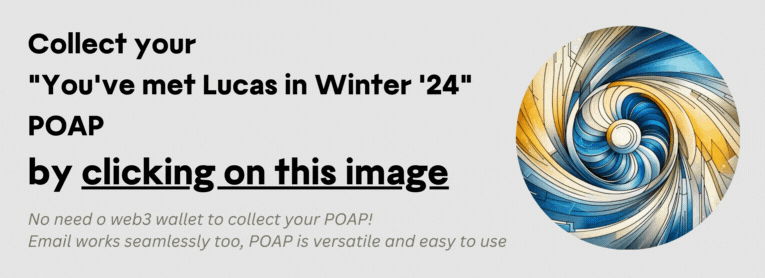 Collect your
"You've met Lucas in Winter '24"
POAP
by clicking on this image
No need o web3 wallet to collect your POAP!
Email works seamlessly too, POAP is versatile and easy to use